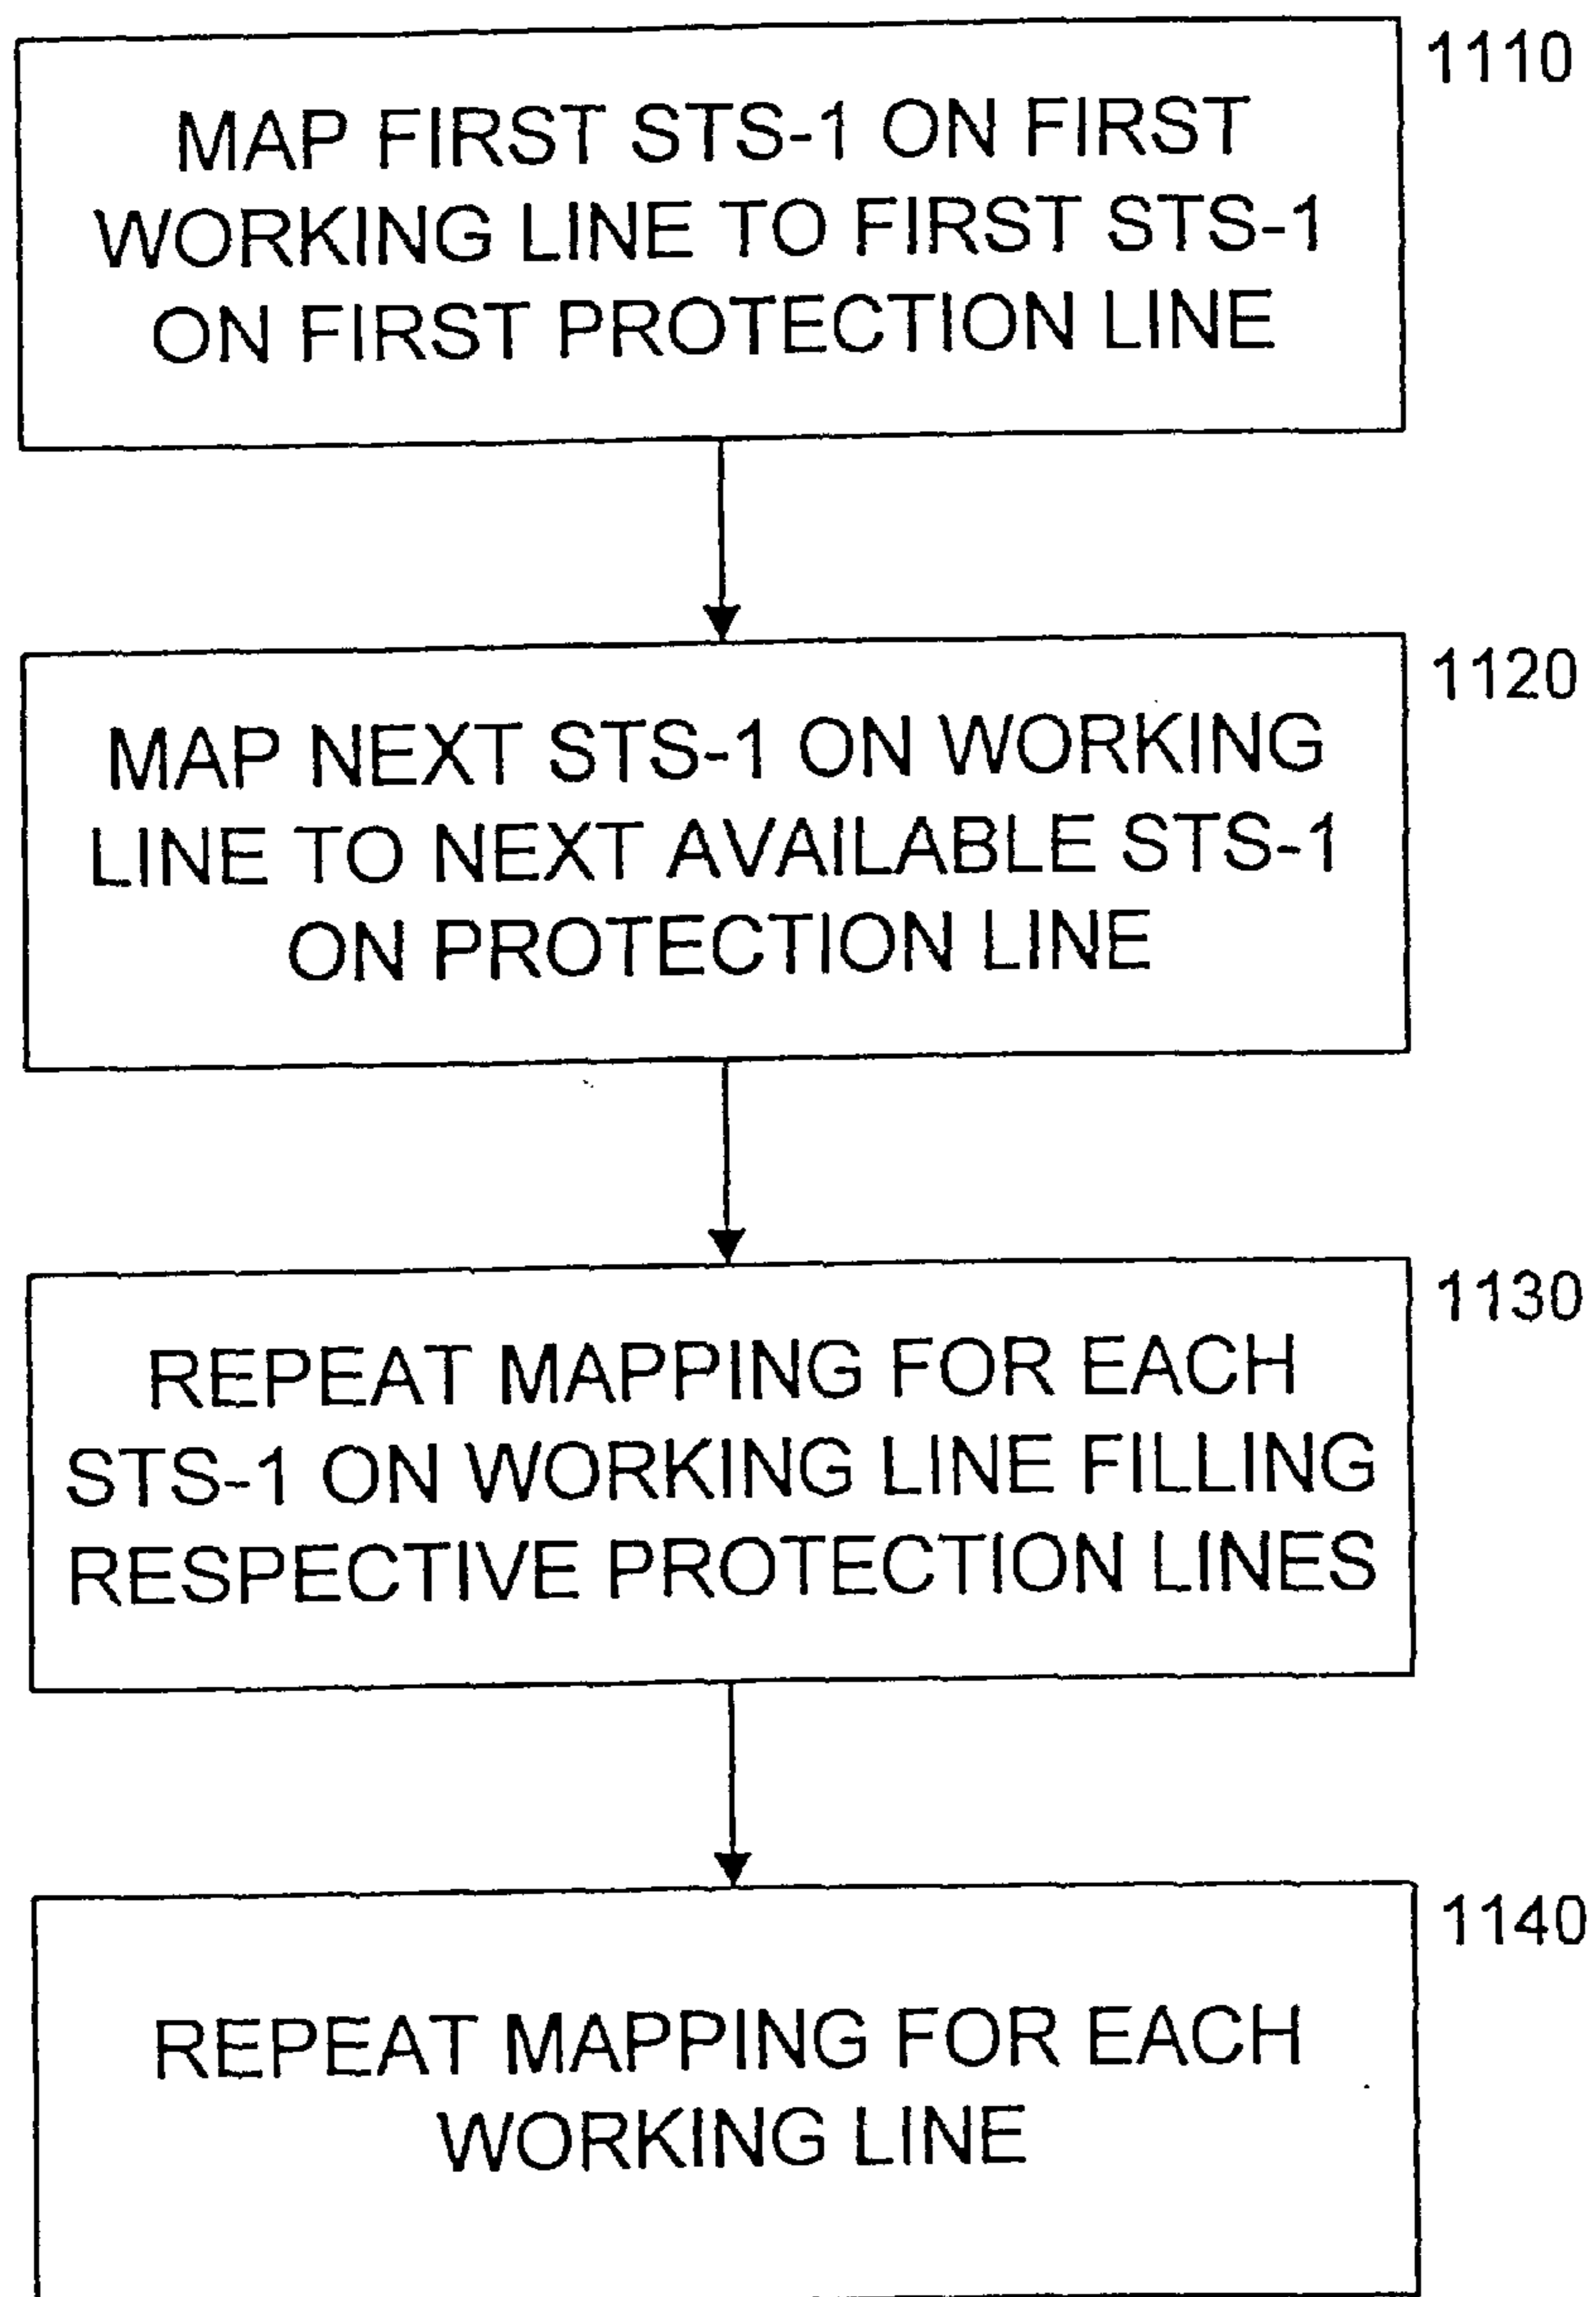 1110
MAP FIRST STS-1 ON FIRST
WORKING LINE TO FIRST STS-1
ON FIRST PROTECTION LINE
1120
MAP NEXT STS-1 ON WORKING
LINE TO NEXT AVAILABLE STS-1
ON PROTECTION LINE
1130
REPEAT MAPPING FOR EACH
STS-1 ON WORKING LINE FILLING
RESPECTIVE PROTECTION LINES
1140
REPEAT MAPPING FOR EACH
WORKING LINE